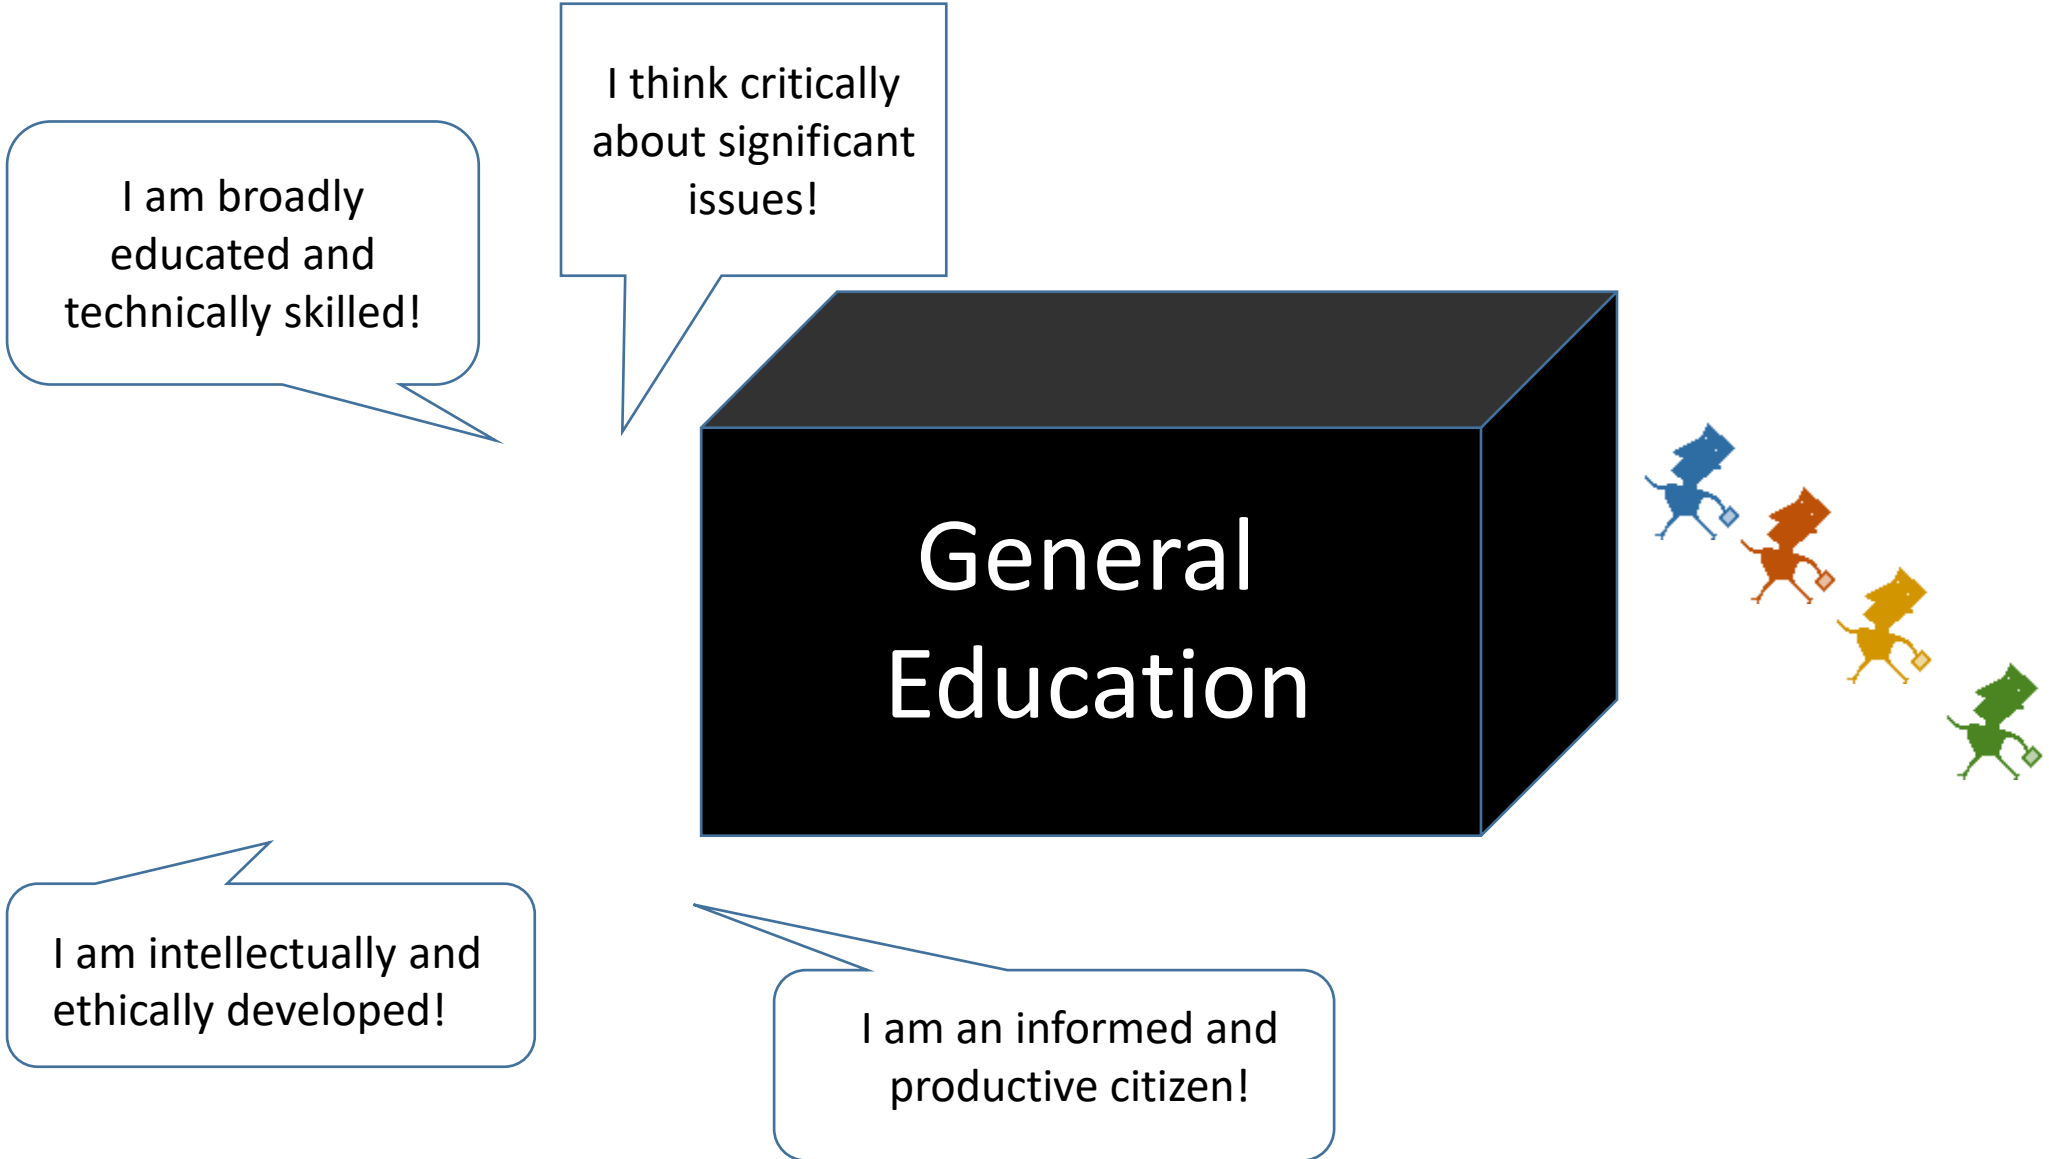 I think critically
about significant
issues!
I am broadly
educated and
technically skilled!
General
Education
I am intellectually and
ethically developed!
I am an informed and
productive citizen!